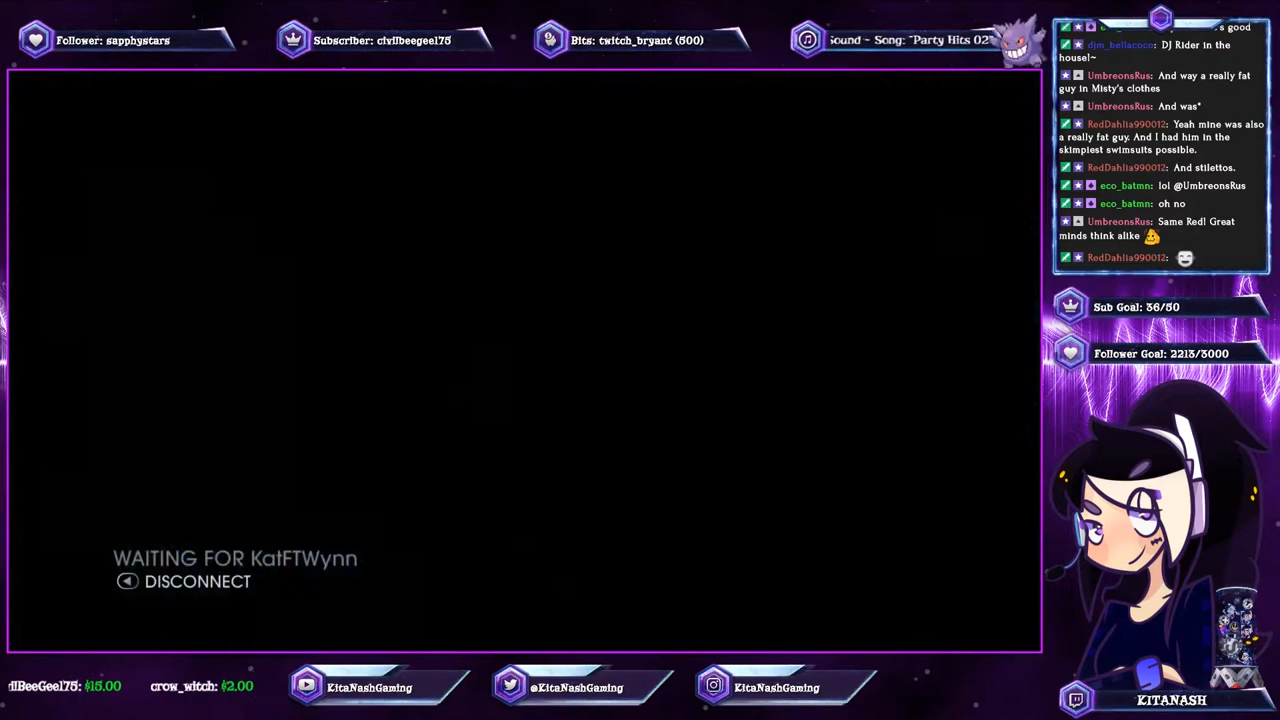 Follower: sapphystars
Subscriber: civilbeegee175
Bits: twitch_bryant (500)
Sound ~ Song: "Party Hits 02
's good
djm_bellacoco: DJ Rider in the
house!~
UmbreonsRus: And way a really fat
guy in Misty's clothes
UmbreonsRus: And was*
RedDahlia990012: Yeah mine was also
a really fat guy. And I had him in the
skimpiest swimsuits possible.
RedDahlia990012: And stilettos.
eco_batmn: lol @UmbreonsRus
eco_batmn: oh no
UmbreonsRus: Same Red! Great
minds think alike
RedDahlia990012:
Sub Goal: 36/50
Follower Goal: 2213/3000
WAITING FOR KatFTWynn
DISCONNECT
ilBeeGee175: $15.00
crow_witch: $2.00
KitaNashGaming
@KitaNashGaming
KitaNashGaming
KITANASH